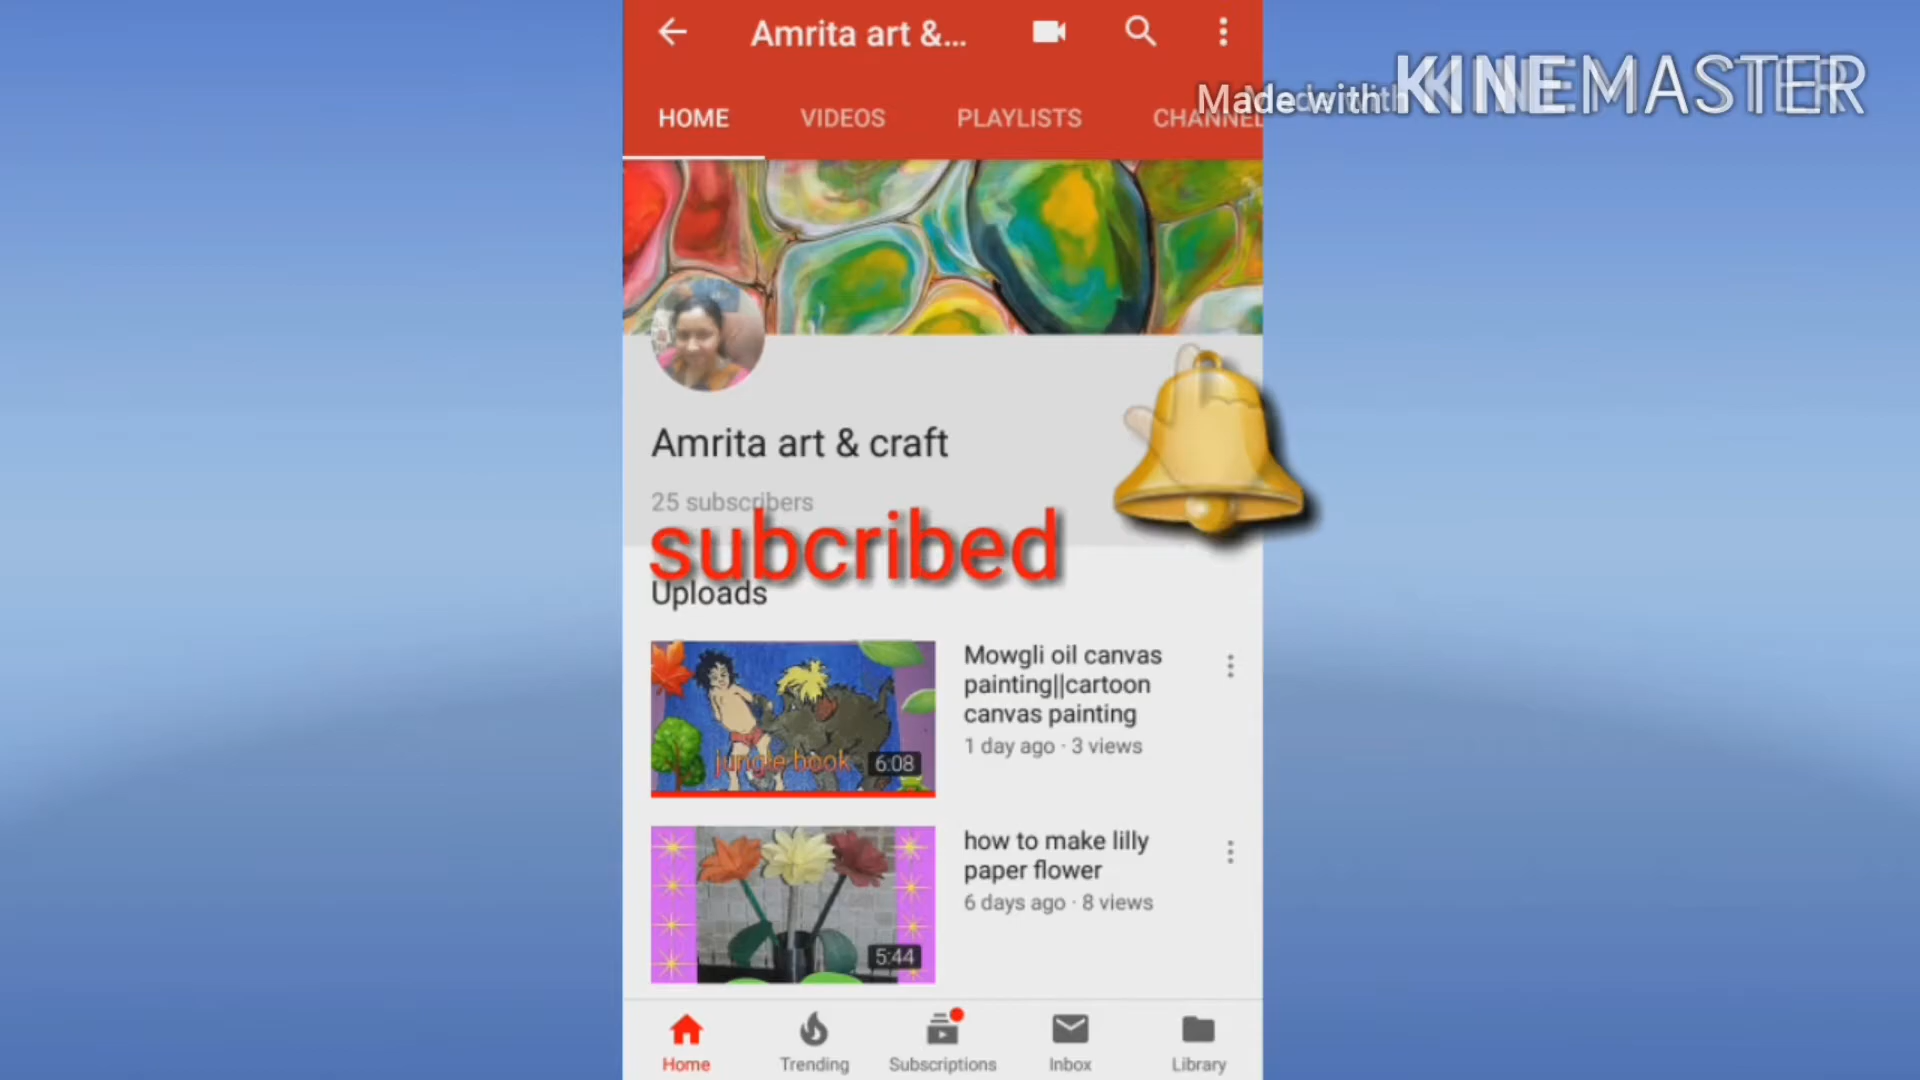 Amrita art &...
HOME VIDEOS PLAYLISTS CHANNEL
Made with KINEMASTER
Amrita art & craft
25 subscribers
subcribed
Uploads
Mowgli oil canvas
painting||cartoon
canvas painting
1 day ago · 3 views
jungle book
6:08
how to make lilly
paper flower
6 days ago · 8 views
5:44
Home Trending Subscriptions Inbox Library